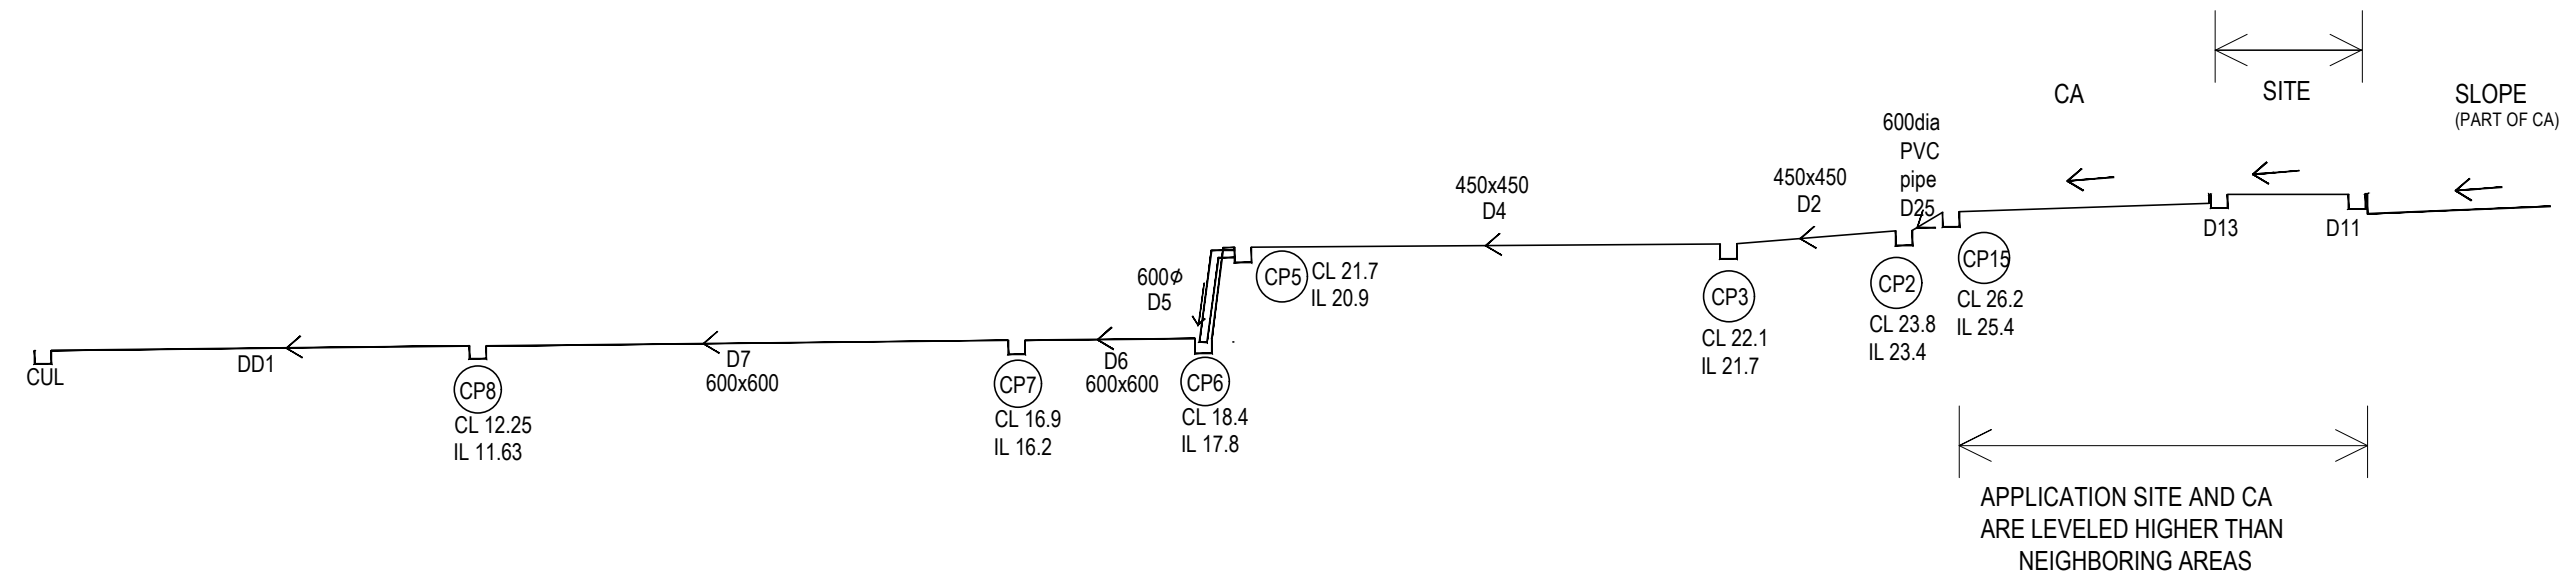 CA
SITE
SLOPE
(PART OF CA)
600dia
PVC
pipe
D25
450x450
D4
450x450
D2
D13
D11
600ø
D5
CP5
CL 21.7
IL 20.9
CP3
CL 22.1
IL 21.7
CP2
CL 23.8
IL 23.4
CP15
CL 26.2
IL 25.4
CUL
DD1
CP8
CL 12.25
IL 11.63
D7
600x600
CP7
CL 16.9
IL 16.2
D6
600x600
CP6
CL 18.4
IL 17.8
APPLICATION SITE AND CA
ARE LEVELED HIGHER THAN
NEIGHBORING AREAS